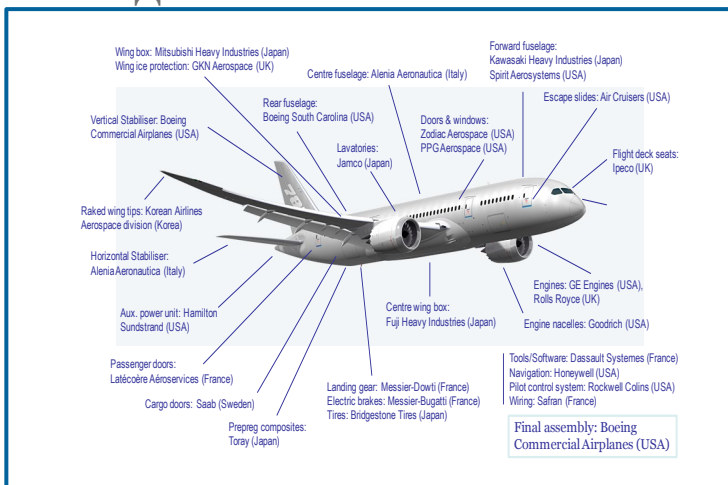 Wing box: Mitsubishi Heavy Industries (Japan)
Wing ice protection: GKN Aerospace (UK)
Centre fuselage: Alenia Aeronautica (Italy)
Forward fuselage:
Kawasaki Heavy Industries (Japan)
Spirit Aerosystems (USA)
Escape slides: Air Cruisers (USA)
Rear fuselage:
Boeing South Carolina (USA)
Doors & windows:
Zodiac Aerospace (USA)
PPG Aerospace (USA)
Vertical Stabiliser: Boeing
Commercial Airplanes (USA)
Lavatories:
Jamco (Japan)
Flight deck seats:
Ipeco (UK)
Raked wing tips: Korean Airlines
Aerospace division (Korea)
Horizontal Stabiliser:
Alenia Aeronautica (Italy)
Engines: GE Engines (USA),
Rolls Royce (UK)
Aux. power unit: Hamilton
Sundstrand (USA)
Centre wing box:
Fuji Heavy Industries (Japan)
Engine nacelles: Goodrich (USA)
Passenger doors:
Latécoère Aéroservices (France)
Tools/Software: Dassault Systemes (France)
Navigation: Honeywell (USA)
Pilot control system: Rockwell Colins (USA)
Wiring: Safran (France)
Landing gear: Messier-Dowti (France)
Electric brakes: Messier-Bugatti (France)
Tires: Bridgestone Tires (Japan)
Cargo doors: Saab (Sweden)
Prepreg composites:
Toray (Japan)
Final assembly: Boeing
Commercial Airplanes (USA)